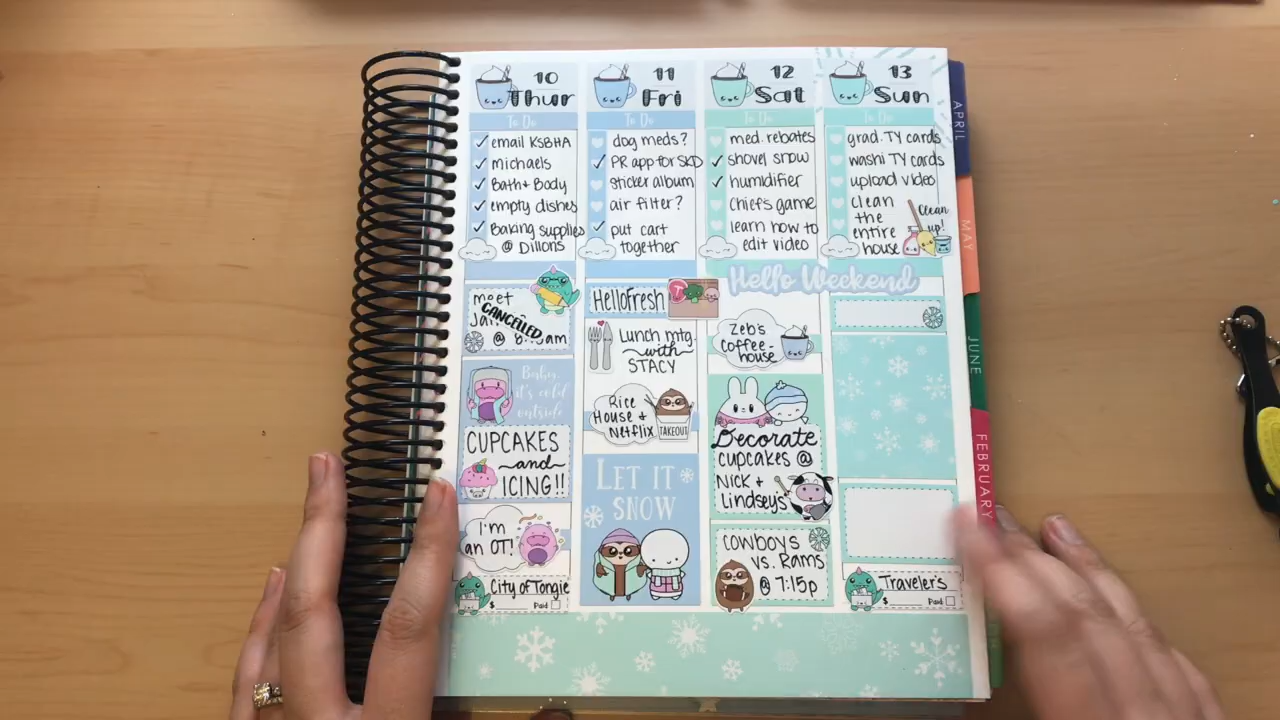 10
Thur
To Do
email KSBHA
michaels
Bath + Body
empty dishes
Baking supplies
@ Dillons
meet
CANCELLED
am
Baby,
it's cold
outside
CUPCAKES
and
ICING!!
I'm
an OT!
City of Tongie
$ Paid
11
Fri
To Do
dog meds?
PR app for SKD
sticker album
air filter?
put cart
together
HelloFresh
Lunch mtg.
with
STACY
Rice
House +
Netflix
TAKEOUT
LET IT
SNOW
12
Sat
To Do
med. rebates
shovel snow
humidifier
chiefs game
learn how to
edit video
Hello Weekend
Zeb's
Coffee-
house
Decorate
cupcakes @
Nick +
Lindsey's
COWBOYS
vs. Rams
@ 7:15p
13
Sun
To Do
grad. TY cards
washi TY cards
upload video
clean
the
entire
house
Clean
up!
Traveler's
$ Paid
APRIL
MAY
JUNE
FEBRUARY